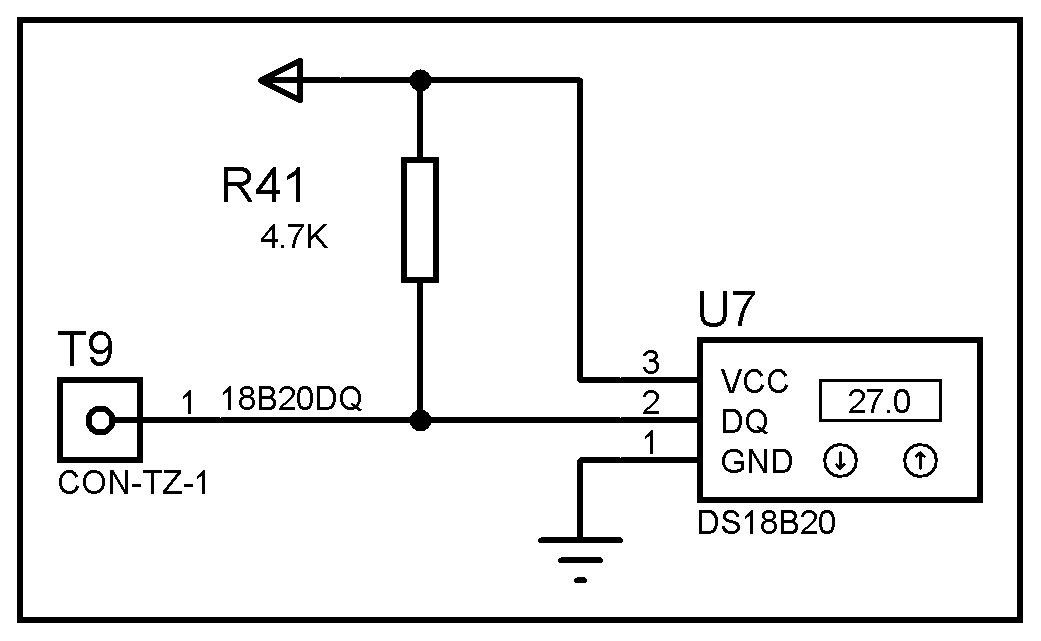 R41
4.7K
U7
T9
3
VCC
27.0
1
18B20DQ
2
DQ
1
GND
CON-TZ-1
DS18B20